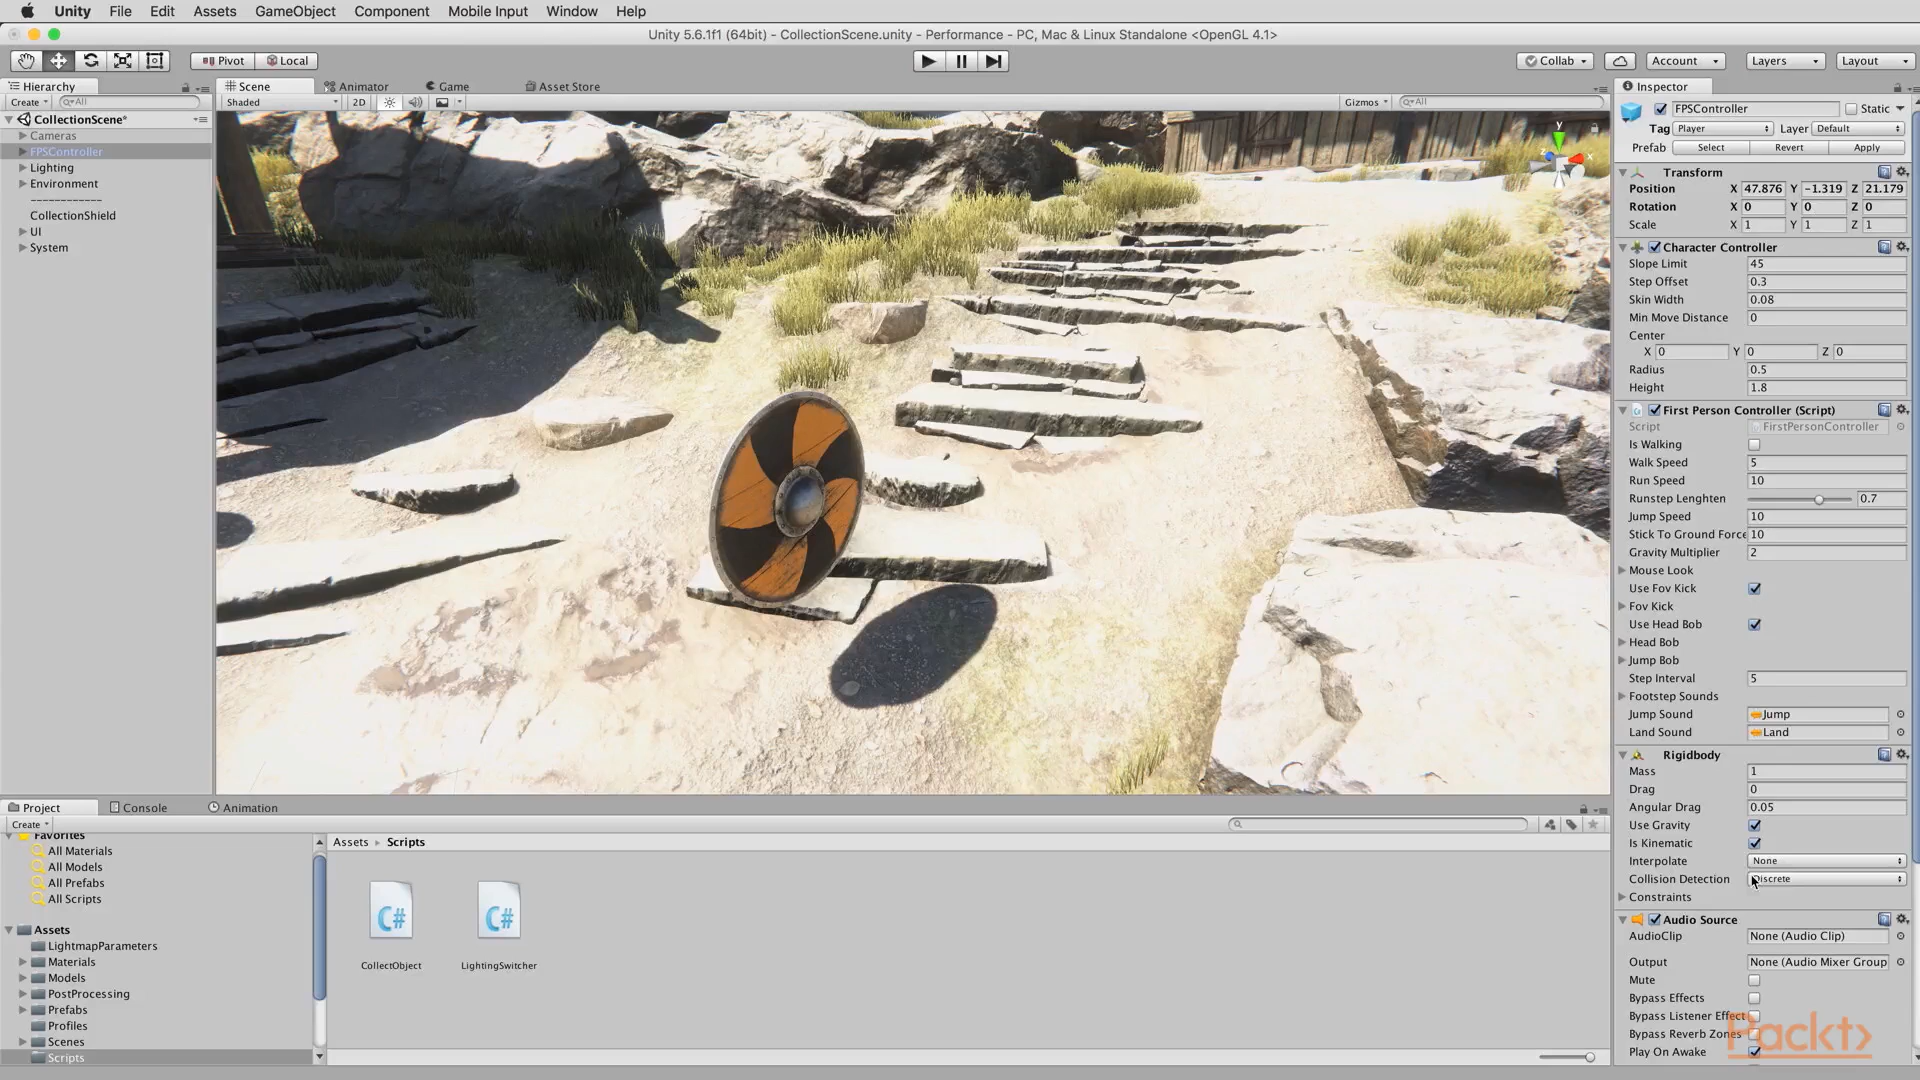 Unity File Edit Assets GameObject Component Mobile Input Window Help
Unity 5.6.1f1 (64bit) - CollectionScene.unity - Performance - PC, Mac & Linux Standalone <OpenGL 4.1>
Pivot Local Collab Account Layers Layout
Hierarchy
Create All
CollectionScene*
Cameras
FPSController
Lighting
Environment
------------
CollectionShield
UI
System
Scene Animator Game Asset Store
Shaded 2D Gizmos All
y
x
z
Inspector
FPSController Static
Tag Player Layer Default
Prefab Select Revert Apply
Transform
Position X 47.876 Y -1.319 Z 21.179
Rotation X 0 Y 0 Z 0
Scale X 1 Y 1 Z 1
Character Controller
Slope Limit 45
Step Offset 0.3
Skin Width 0.08
Min Move Distance 0
Center
X 0 Y 0 Z 0
Radius 0.5
Height 1.8
First Person Controller (Script)
Script FirstPersonController
Is Walking
Walk Speed 5
Run Speed 10
Runstep Lenghten 0.7
Jump Speed 10
Stick To Ground Force 10
Gravity Multiplier 2
Mouse Look
Use Fov Kick
Fov Kick
Use Head Bob
Head Bob
Jump Bob
Step Interval 5
Footstep Sounds
Jump Sound Jump
Land Sound Land
Rigidbody
Mass 1
Drag 0
Angular Drag 0.05
Use Gravity
Is Kinematic
Interpolate None
Collision Detection Discrete
Constraints
Audio Source
AudioClip None (Audio Clip)
Output None (Audio Mixer Group
Mute
Bypass Effects
Bypass Listener Effect
Bypass Reverb Zones
Play On Awake
Packt>
Project Console Animation
Create
Favorites
All Materials
All Models
All Prefabs
All Scripts
Assets
LightmapParameters
Materials
Models
PostProcessing
Prefabs
Profiles
Scenes
Scripts
Assets Scripts
C# C#
CollectObject LightingSwitcher